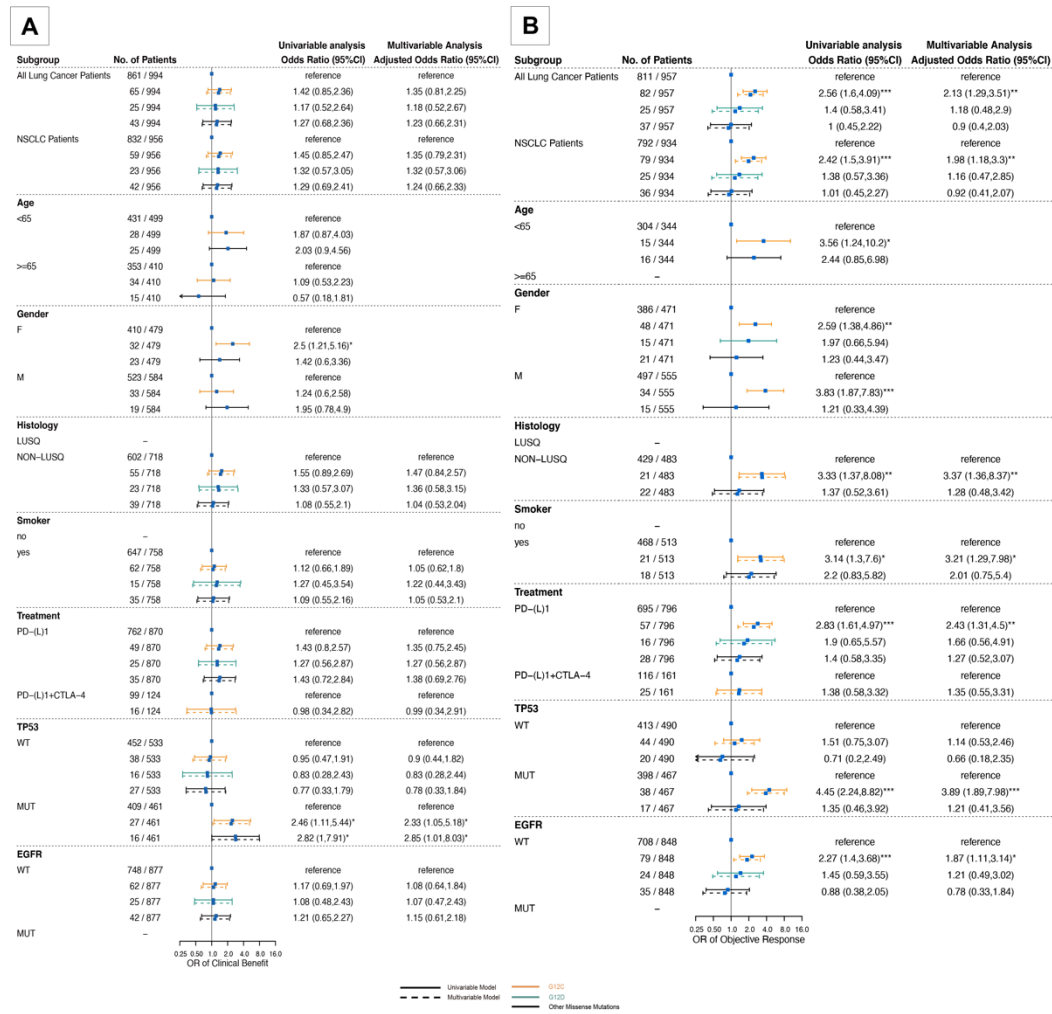 A
Univariable analysis Multivariable Analysis
Subgroup No. of Patients Odds Ratio (95%CI) Adjusted Odds Ratio (95%CI)
All Lung Cancer Patients 861 / 994 reference reference
65 / 994 1.42 (0.85,2.36) 1.35 (0.81,2.25)
25 / 994 1.17 (0.52,2.64) 1.18 (0.52,2.67)
43 / 994 1.27 (0.68,2.36) 1.23 (0.66,2.31)
NSCLC Patients 832 / 956 reference reference
59 / 956 1.45 (0.85,2.47) 1.35 (0.79,2.31)
23 / 956 1.32 (0.57,3.05) 1.32 (0.57,3.06)
42 / 956 1.29 (0.69,2.41) 1.24 (0.66,2.33)
Age
<65 431 / 499 reference
28 / 499 1.87 (0.87,4.03)
25 / 499 2.03 (0.9,4.56)
>=65 353 / 410 reference
34 / 410 1.09 (0.53,2.23)
15 / 410 0.57 (0.18,1.81)
Gender
F 410 / 479 reference
32 / 479 2.5 (1.21,5.16)*
23 / 479 1.42 (0.6,3.36)
M 523 / 584 reference
33 / 584 1.24 (0.6,2.58)
19 / 584 1.95 (0.78,4.9)
Histology
LUSQ –
NON–LUSQ 602 / 718 reference reference
55 / 718 1.55 (0.89,2.69) 1.47 (0.84,2.57)
23 / 718 1.33 (0.57,3.07) 1.36 (0.58,3.15)
39 / 718 1.08 (0.55,2.1) 1.04 (0.53,2.04)
Smoker
no –
yes 647 / 758 reference reference
62 / 758 1.12 (0.66,1.89) 1.05 (0.62,1.8)
15 / 758 1.27 (0.45,3.54) 1.22 (0.44,3.43)
35 / 758 1.09 (0.55,2.16) 1.05 (0.53,2.1)
Treatment
PD–(L)1 762 / 870 reference reference
49 / 870 1.43 (0.8,2.57) 1.35 (0.75,2.45)
25 / 870 1.27 (0.56,2.87) 1.27 (0.56,2.87)
35 / 870 1.43 (0.72,2.84) 1.38 (0.69,2.76)
PD–(L)1+CTLA–4 99 / 124 reference reference
16 / 124 0.98 (0.34,2.82) 0.99 (0.34,2.91)
TP53
WT 452 / 533 reference reference
38 / 533 0.95 (0.47,1.91) 0.9 (0.44,1.82)
16 / 533 0.83 (0.28,2.43) 0.83 (0.28,2.44)
27 / 533 0.77 (0.33,1.79) 0.78 (0.33,1.84)
MUT 409 / 461 reference reference
27 / 461 2.46 (1.11,5.44)* 2.33 (1.05,5.18)*
16 / 461 2.82 (1,7.91)* 2.85 (1.01,8.03)*
EGFR
WT 748 / 877 reference reference
62 / 877 1.17 (0.69,1.97) 1.08 (0.64,1.84)
25 / 877 1.08 (0.48,2.43) 1.07 (0.47,2.43)
42 / 877 1.21 (0.65,2.27) 1.15 (0.61,2.18)
MUT –
0.25 0.50 1.0 2.0 4.0 8.0 16.0
OR of Clinical Benefit
B
Univariable analysis Multivariable Analysis
Subgroup No. of Patients Odds Ratio (95%CI) Adjusted Odds Ratio (95%CI)
All Lung Cancer Patients 811 / 957 reference reference
82 / 957 2.56 (1.6,4.09)*** 2.13 (1.29,3.51)**
25 / 957 1.4 (0.58,3.41) 1.18 (0.48,2.9)
37 / 957 1 (0.45,2.22) 0.9 (0.4,2.03)
NSCLC Patients 792 / 934 reference reference
79 / 934 2.42 (1.5,3.91)*** 1.98 (1.18,3.3)**
25 / 934 1.38 (0.57,3.36) 1.16 (0.47,2.85)
36 / 934 1.01 (0.45,2.27) 0.92 (0.41,2.07)
Age
<65 304 / 344 reference
15 / 344 3.56 (1.24,10.2)*
16 / 344 2.44 (0.85,6.98)
>=65 –
Gender
F 386 / 471 reference
48 / 471 2.59 (1.38,4.86)**
15 / 471 1.97 (0.66,5.94)
21 / 471 1.23 (0.44,3.47)
M 497 / 555 reference
34 / 555 3.83 (1.87,7.83)***
15 / 555 1.21 (0.33,4.39)
Histology
LUSQ –
NON–LUSQ 429 / 483 reference reference
21 / 483 3.33 (1.37,8.08)** 3.37 (1.36,8.37)**
22 / 483 1.37 (0.52,3.61) 1.28 (0.48,3.42)
Smoker
no –
yes 468 / 513 reference reference
21 / 513 3.14 (1.3,7.6)* 3.21 (1.29,7.98)*
18 / 513 2.2 (0.83,5.82) 2.01 (0.75,5.4)
Treatment
PD–(L)1 695 / 796 reference reference
57 / 796 2.83 (1.61,4.97)*** 2.43 (1.31,4.5)**
16 / 796 1.9 (0.65,5.57) 1.66 (0.56,4.91)
28 / 796 1.4 (0.58,3.35) 1.27 (0.52,3.07)
PD–(L)1+CTLA–4 116 / 161 reference reference
25 / 161 1.38 (0.58,3.32) 1.35 (0.55,3.31)
TP53
WT 413 / 490 reference reference
44 / 490 1.51 (0.75,3.07) 1.14 (0.53,2.46)
20 / 490 0.71 (0.2,2.49) 0.66 (0.18,2.35)
MUT 398 / 467 reference reference
38 / 467 4.45 (2.24,8.82)*** 3.89 (1.89,7.98)***
17 / 467 1.35 (0.46,3.92) 1.21 (0.41,3.56)
EGFR
WT 708 / 848 reference reference
79 / 848 2.27 (1.4,3.68)*** 1.87 (1.11,3.14)*
24 / 848 1.45 (0.59,3.55) 1.21 (0.49,3.02)
35 / 848 0.88 (0.38,2.05) 0.78 (0.33,1.84)
MUT –
0.25 0.50 1.0 2.0 4.0 8.0 16.0
OR of Objective Response
Univariable Model G12C
Multivariable Model G12D
Other Missense Mutations